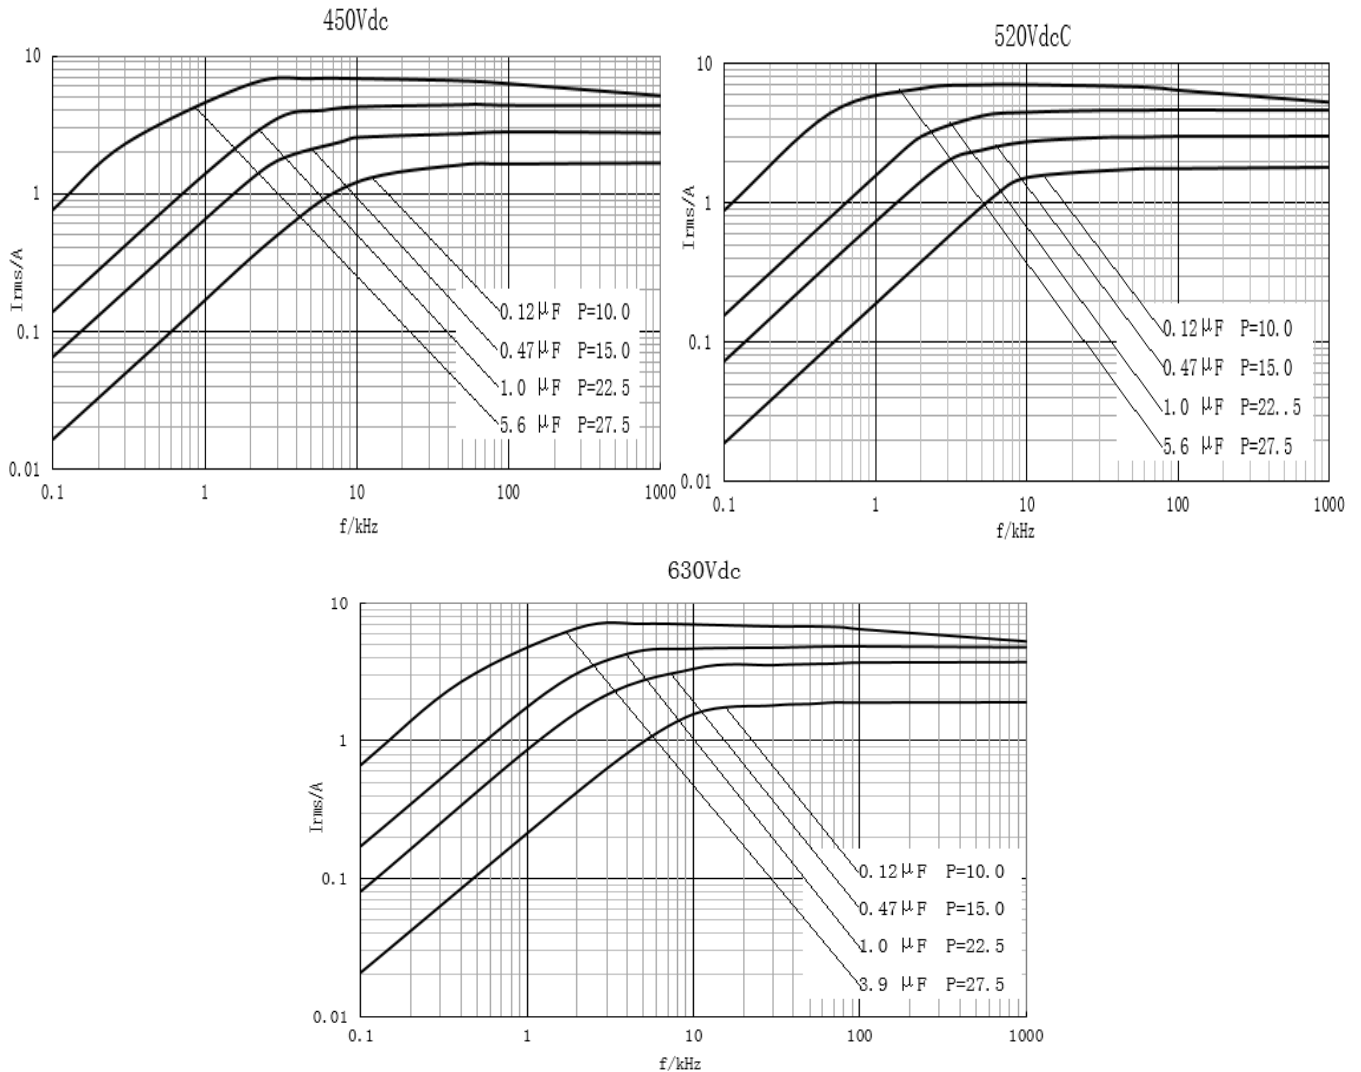 450Vdc
10
1
0.1
0.01
Irms/A
0.12μF P=10.0
0.47μF P=15.0
1.0 μF P=22.5
5.6 μF P=27.5
0.1 1 10 100 1000
f/kHz
520VdcC
10
1
0.1
0.01
Irms/A
0.12μF P=10.0
0.47μF P=15.0
1.0 μF P=22..5
5.6 μF P=27.5
0.1 1 10 100 1000
f/kHz
630Vdc
10
1
0.1
0.01
Irms/A
0.12μF P=10.0
0.47μF P=15.0
1.0 μF P=22.5
3.9 μF P=27.5
0.1 1 10 100 1000
f/kHz